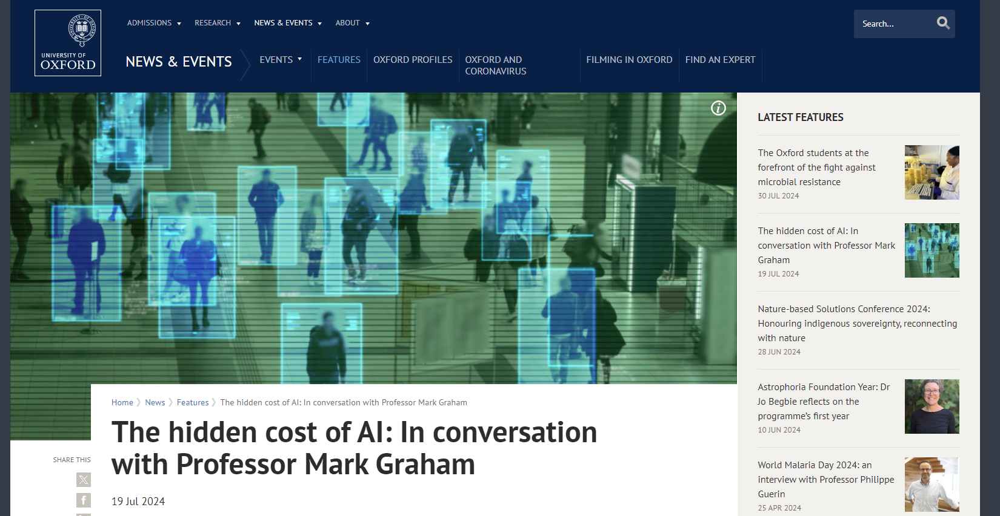 UNIVERSITY OF
OXFORD
ADMISSIONS
RESEARCH
NEWS & EVENTS
ABOUT
Search...
NEWS & EVENTS
EVENTS
FEATURES
OXFORD PROFILES
OXFORD AND
CORONAVIRUS
FILMING IN OXFORD
FIND AN EXPERT
Home
News
Features
The hidden cost of AI: In conversation with Professor Mark Graham
The hidden cost of AI: In conversation
with Professor Mark Graham
19 Jul 2024
SHARE THIS
LATEST FEATURES
The Oxford students at the
forefront of the fight against
microbial resistance
30 JUL 2024
The hidden cost of AI: In
conversation with Professor Mark
Graham
19 JUL 2024
Nature-based Solutions Conference 2024:
Honouring indigenous sovereignty, reconnecting
with nature
28 JUN 2024
Astrophoria Foundation Year: Dr
Jo Begbie reflects on the
programme’s first year
10 JUN 2024
World Malaria Day 2024: an
interview with Professor Philippe
Guerin
25 APR 2024